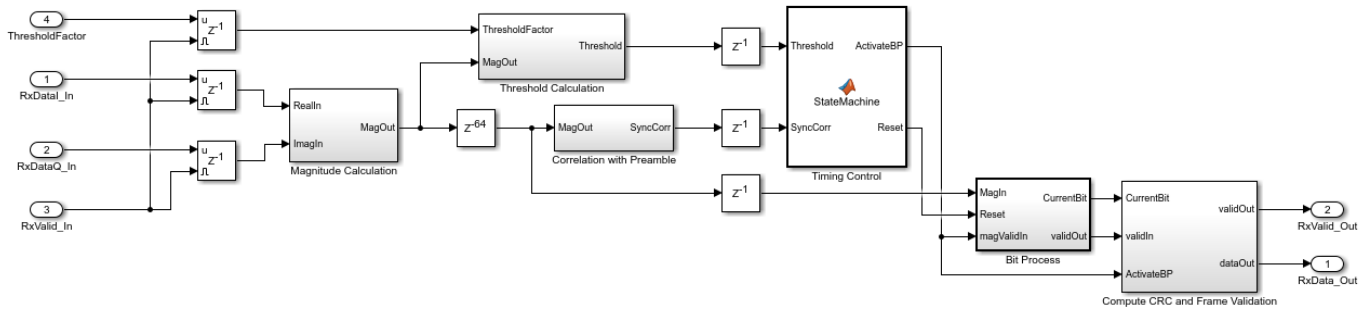 4
ThresholdFactor
1
RxDataI_In
2
RxDataQ_In
3
RxValid_In
u
Z-1
u
Z-1
u
Z-1
RealIn
ImagIn
MagOut
Magnitude Calculation
ThresholdFactor
MagOut
Threshold
Threshold Calculation
Z-64
MagOut
SyncCorr
Correlation with Preamble
Z-1
Z-1
Z-1
Threshold
ActivateBP
StateMachine
SyncCorr
Reset
Timing Control
MagIn
CurrentBit
Reset
magValidIn
validOut
Bit Process
CurrentBit
validOut
validIn
dataOut
ActivateBP
Compute CRC and Frame Validation
2
RxValid_Out
1
RxData_Out